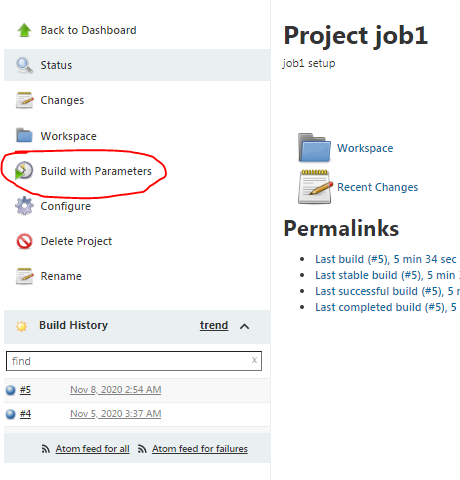 Back to Dashboard
Status
Changes
Workspace
Build with Parameters
Configure
Delete Project
Rename
Build History
trend
find
x
#5 Nov 8, 2020 2:54 AM
#4 Nov 5, 2020 3:37 AM
Atom feed for all
Atom feed for failures
Project job1
job1 setup
Workspace
Recent Changes
Permalinks
Last build (#5), 5 min 34 sec
Last stable build (#5), 5 min
Last successful build (#5), 5 m
Last completed build (#5), 5